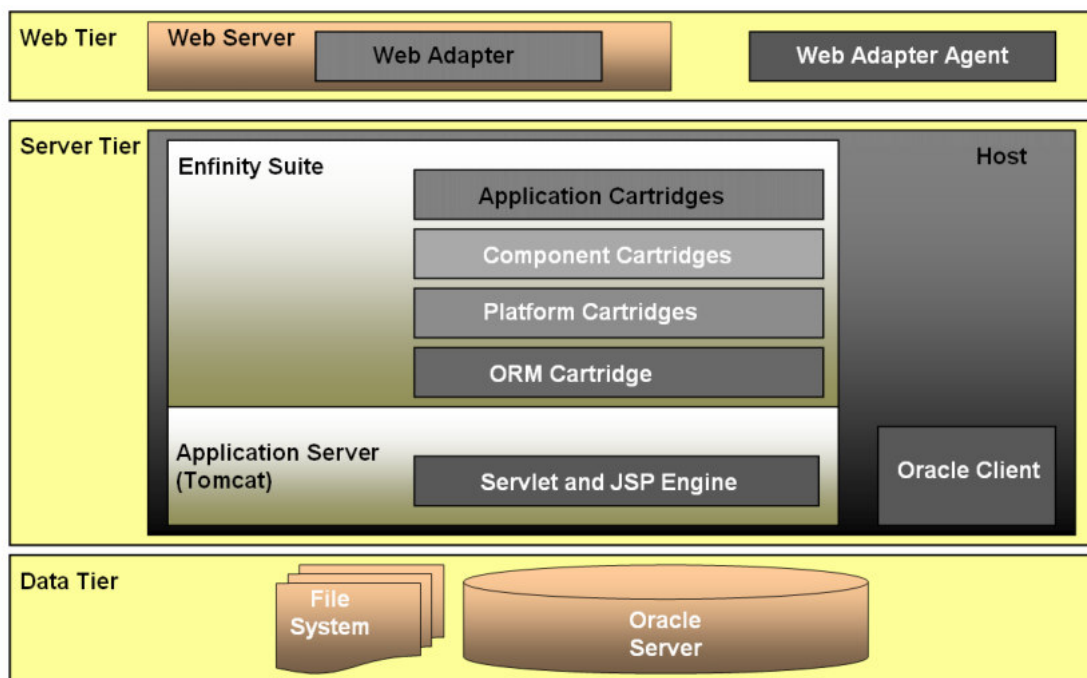 Web Tier
Web Server
Web Adapter
Web Adapter Agent
Server Tier
Host
Enfinity Suite
Application Cartridges
Component Cartridges
Platform Cartridges
ORM Cartridge
Application Server
(Tomcat)
Servlet and JSP Engine
Oracle Client
Data Tier
File
System
Oracle
Server